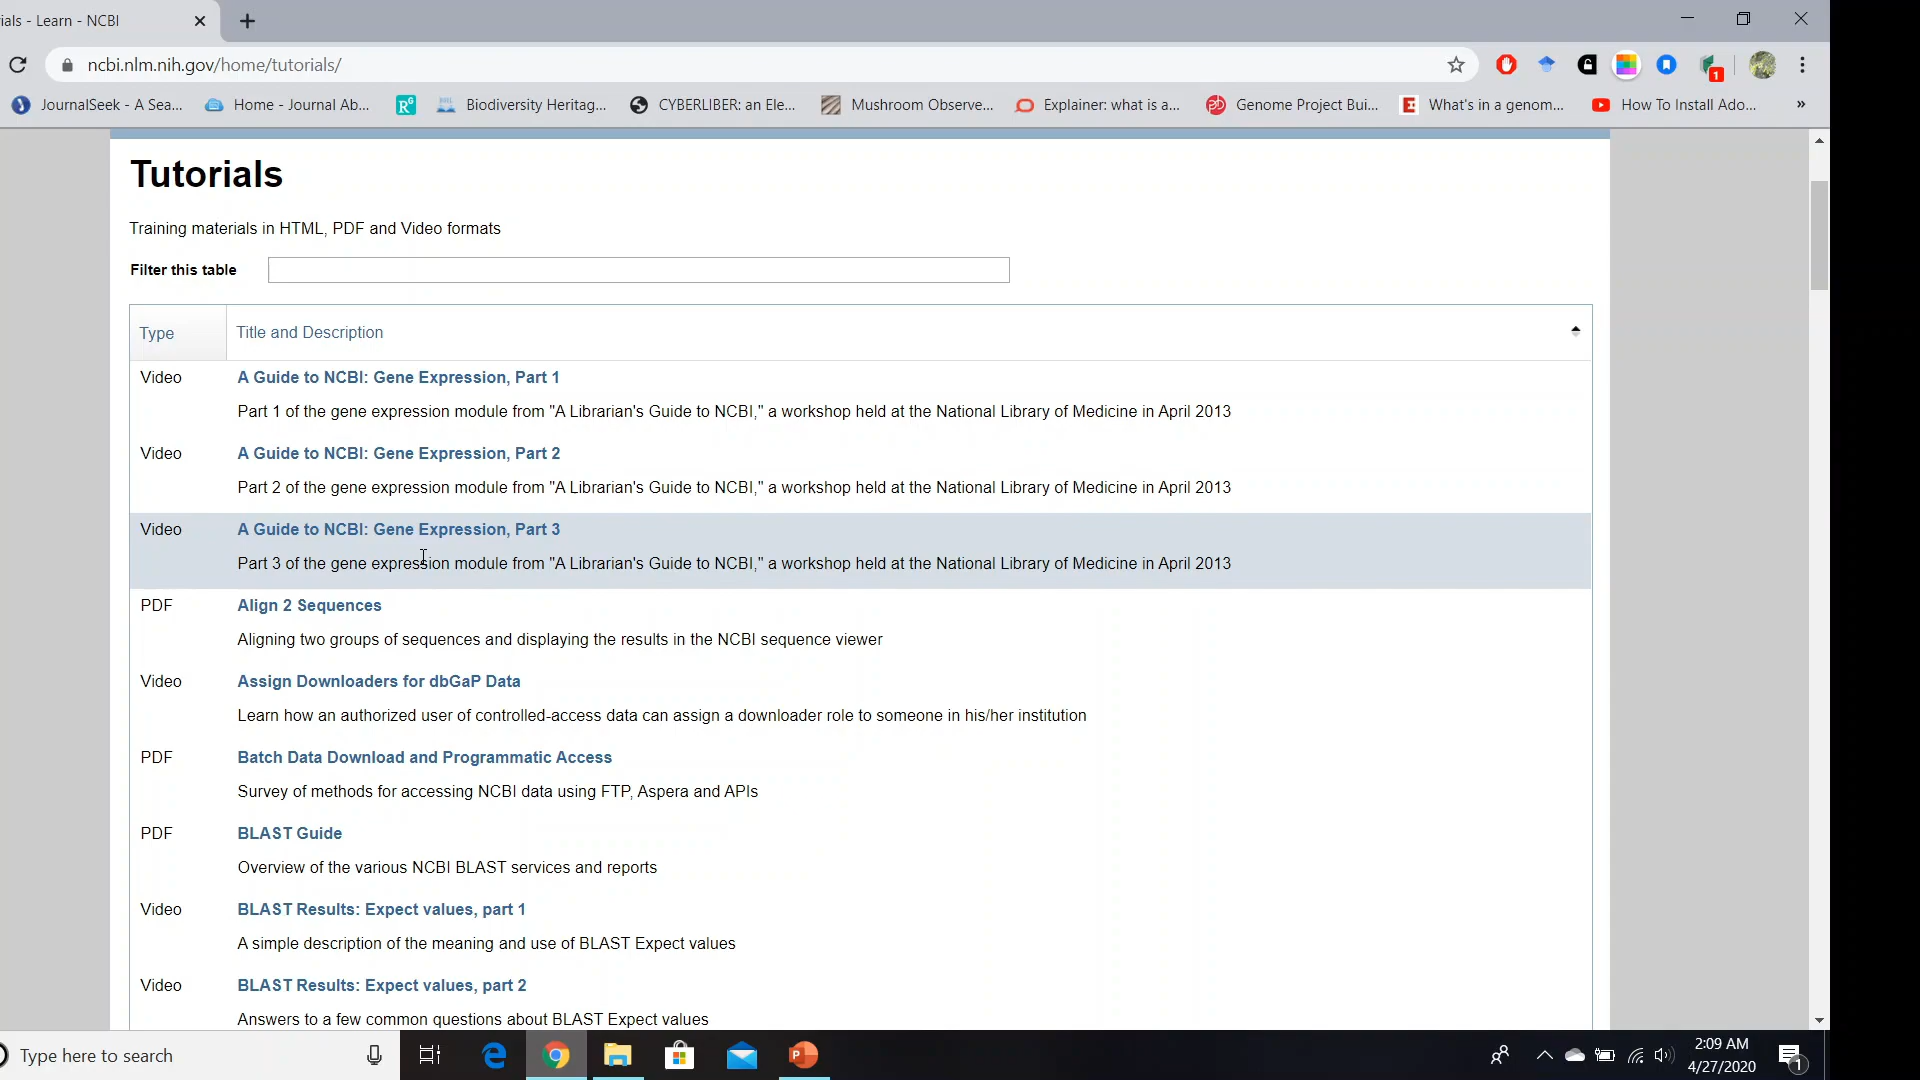 ials - Learn - NCBI
ncbi.nlm.nih.gov/home/tutorials/
1
JournalSeek - A Sea...
Home - Journal Ab...
R⁶
Biodiversity Heritag...
CYBERLIBER: an Ele...
Mushroom Observe...
Explainer: what is a...
Genome Project Bui...
What's in a genom...
How To Install Ado...
»
Tutorials
Training materials in HTML, PDF and Video formats
Filter this table
Type
Title and Description
Video
A Guide to NCBI: Gene Expression, Part 1
Part 1 of the gene expression module from "A Librarian's Guide to NCBI," a workshop held at the National Library of Medicine in April 2013
Video
A Guide to NCBI: Gene Expression, Part 2
Part 2 of the gene expression module from "A Librarian's Guide to NCBI," a workshop held at the National Library of Medicine in April 2013
Video
A Guide to NCBI: Gene Expression, Part 3
Part 3 of the gene expression module from "A Librarian's Guide to NCBI," a workshop held at the National Library of Medicine in April 2013
PDF
Align 2 Sequences
Aligning two groups of sequences and displaying the results in the NCBI sequence viewer
Video
Assign Downloaders for dbGaP Data
Learn how an authorized user of controlled-access data can assign a downloader role to someone in his/her institution
PDF
Batch Data Download and Programmatic Access
Survey of methods for accessing NCBI data using FTP, Aspera and APIs
PDF
BLAST Guide
Overview of the various NCBI BLAST services and reports
Video
BLAST Results: Expect values, part 1
A simple description of the meaning and use of BLAST Expect values
Video
BLAST Results: Expect values, part 2
Answers to a few common questions about BLAST Expect values
Type here to search
2:09 AM
4/27/2020
1